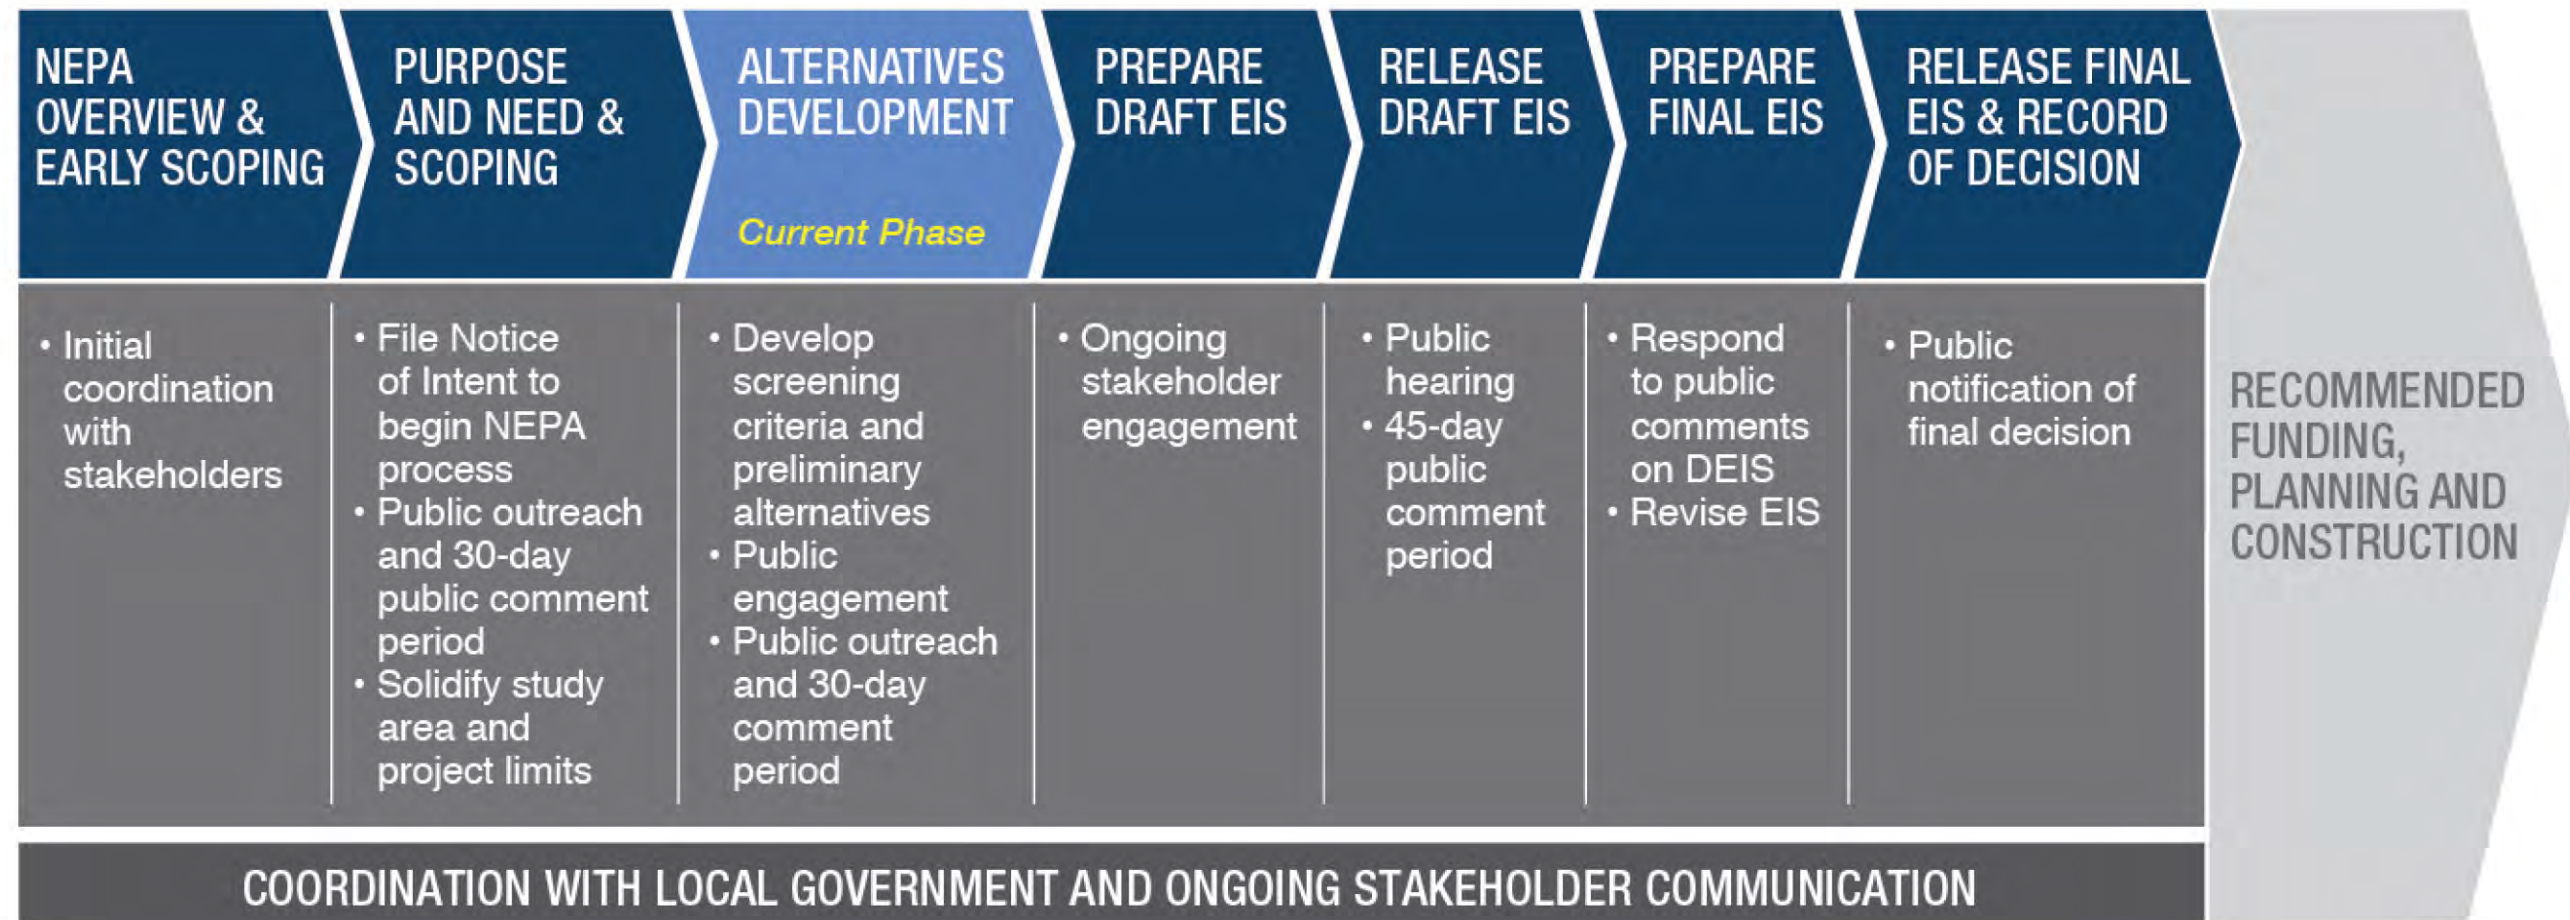 NEPA
OVERVIEW &
EARLY SCOPING
PURPOSE
AND NEED &
SCOPING
ALTERNATIVES
DEVELOPMENT
Current Phase
PREPARE
DRAFT EIS
RELEASE
DRAFT EIS
PREPARE
FINAL EIS
RELEASE FINAL
EIS & RECORD
OF DECISION
• Initial
coordination
with
stakeholders
• File Notice
of Intent to
begin NEPA
process
• Public outreach
and 30-day
public comment
period
• Solidify study
area and
project limits
• Develop
screening
criteria and
preliminary
alternatives
• Public
engagement
• Public outreach
and 30-day
comment
period
• Ongoing
stakeholder
engagement
• Public
hearing
• 45-day
public
comment
period
• Respond
to public
comments
on DEIS
• Revise EIS
• Public
notification of
final decision
RECOMMENDED
FUNDING,
PLANNING AND
CONSTRUCTION
COORDINATION WITH LOCAL GOVERNMENT AND ONGOING STAKEHOLDER COMMUNICATION